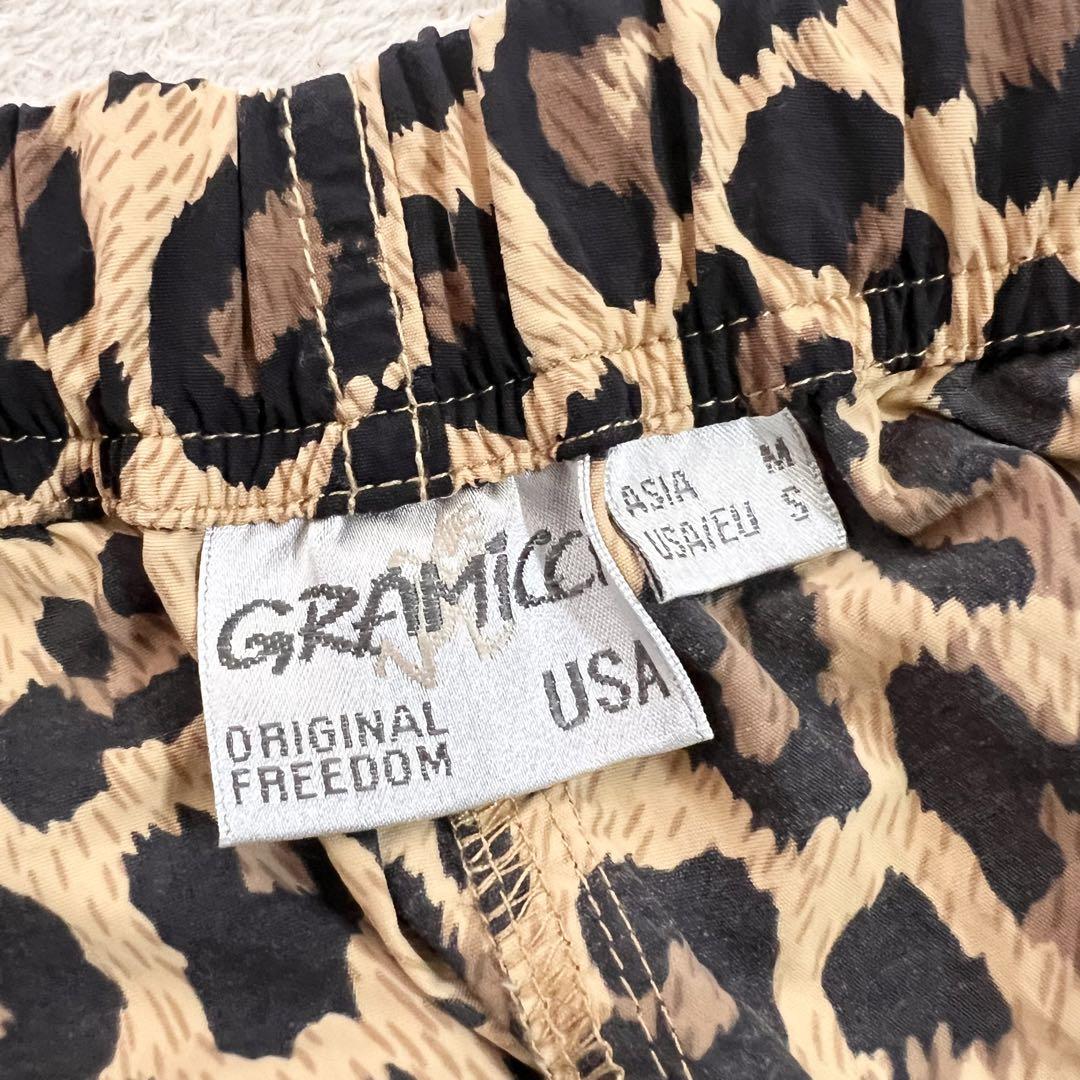 GRAMICCI
USA
ORIGINAL
FREEDOM
ASIA M
USA/EU S